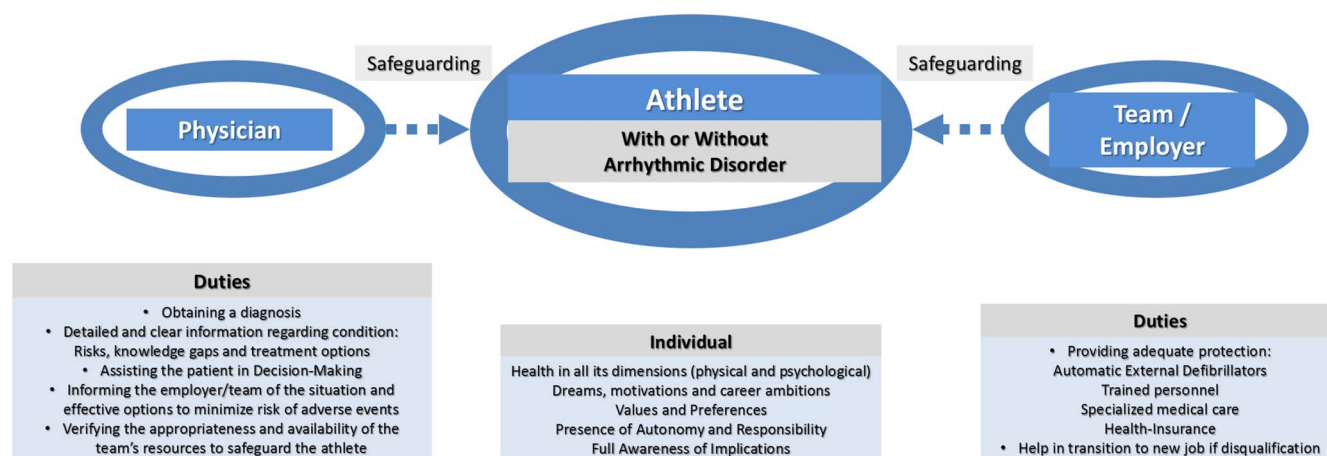 Safeguarding
Safeguarding
Physician
Athlete
With or Without
Arrhythmic Disorder
Team /
Employer
Duties
• Obtaining a diagnosis
• Detailed and clear information regarding condition:
Risks, knowledge gaps and treatment options
• Assisting the patient in Decision-Making
• Informing the employer/team of the situation and
effective options to minimize risk of adverse events
• Verifying the appropriateness and availability of the
team's resources to safeguard the athlete
Individual
Health in all its dimensions (physical and psychological)
Dreams, motivations and career ambitions
Values and Preferences
Presence of Autonomy and Responsibility
Full Awareness of Implications
Duties
• Providing adequate protection:
Automatic External Defibrillators
Trained personnel
Specialized medical care
Health-Insurance
• Help in transition to new job if disqualification